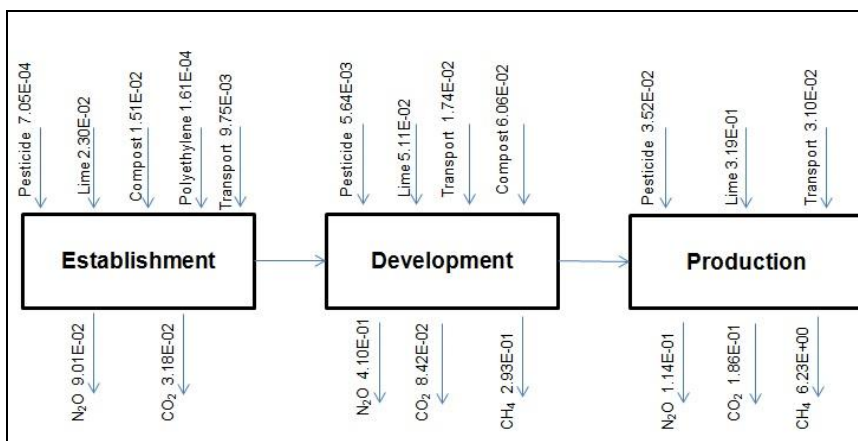 Pesticide 7.05E-04
Lime 2.30E-02
Compost 1.51E-02
Polyethylene 1.61E-04
Transport 9.75E-03
Pesticide 5.64E-03
Lime 5.11E-02
Transport 1.74E-02
Compost 6.06E-02
Pesticide 3.52E-02
Lime 3.19E-01
Transport 3.10E-02
Establishment
Development
Production
N₂O 9.01E-02
CO₂ 3.18E-02
N₂O 4.10E-01
CO₂ 8.42E-02
CH₄ 2.93E-01
N₂O 1.14E-01
CO₂ 1.86E-01
CH₄ 6.23E+00